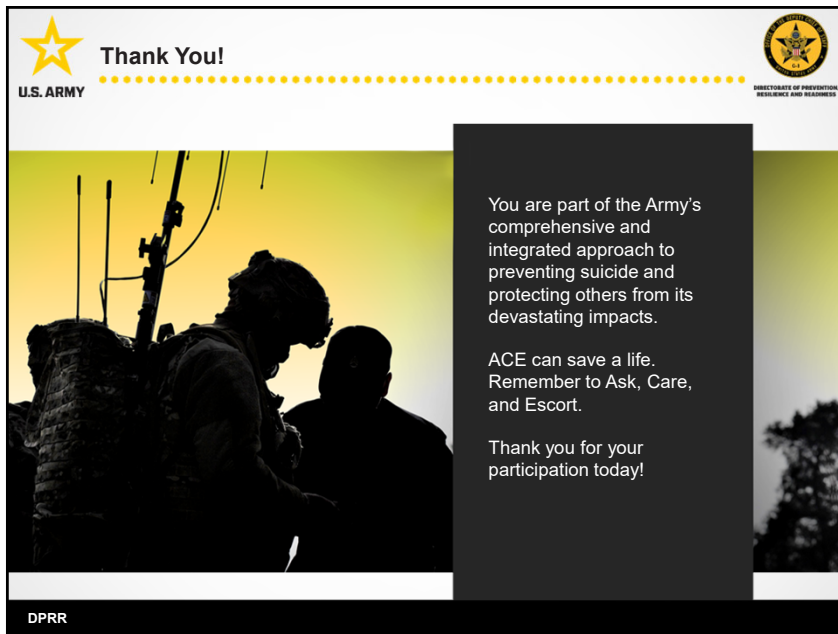 Thank You!
U.S. ARMY
DIRECTORATE OF PREVENTION,
RESILIENCE AND READINESS
You are part of the Army’s
comprehensive and
integrated approach to
preventing suicide and
protecting others from its
devastating impacts.
ACE can save a life.
Remember to Ask, Care,
and Escort.
Thank you for your
participation today!
DPRR